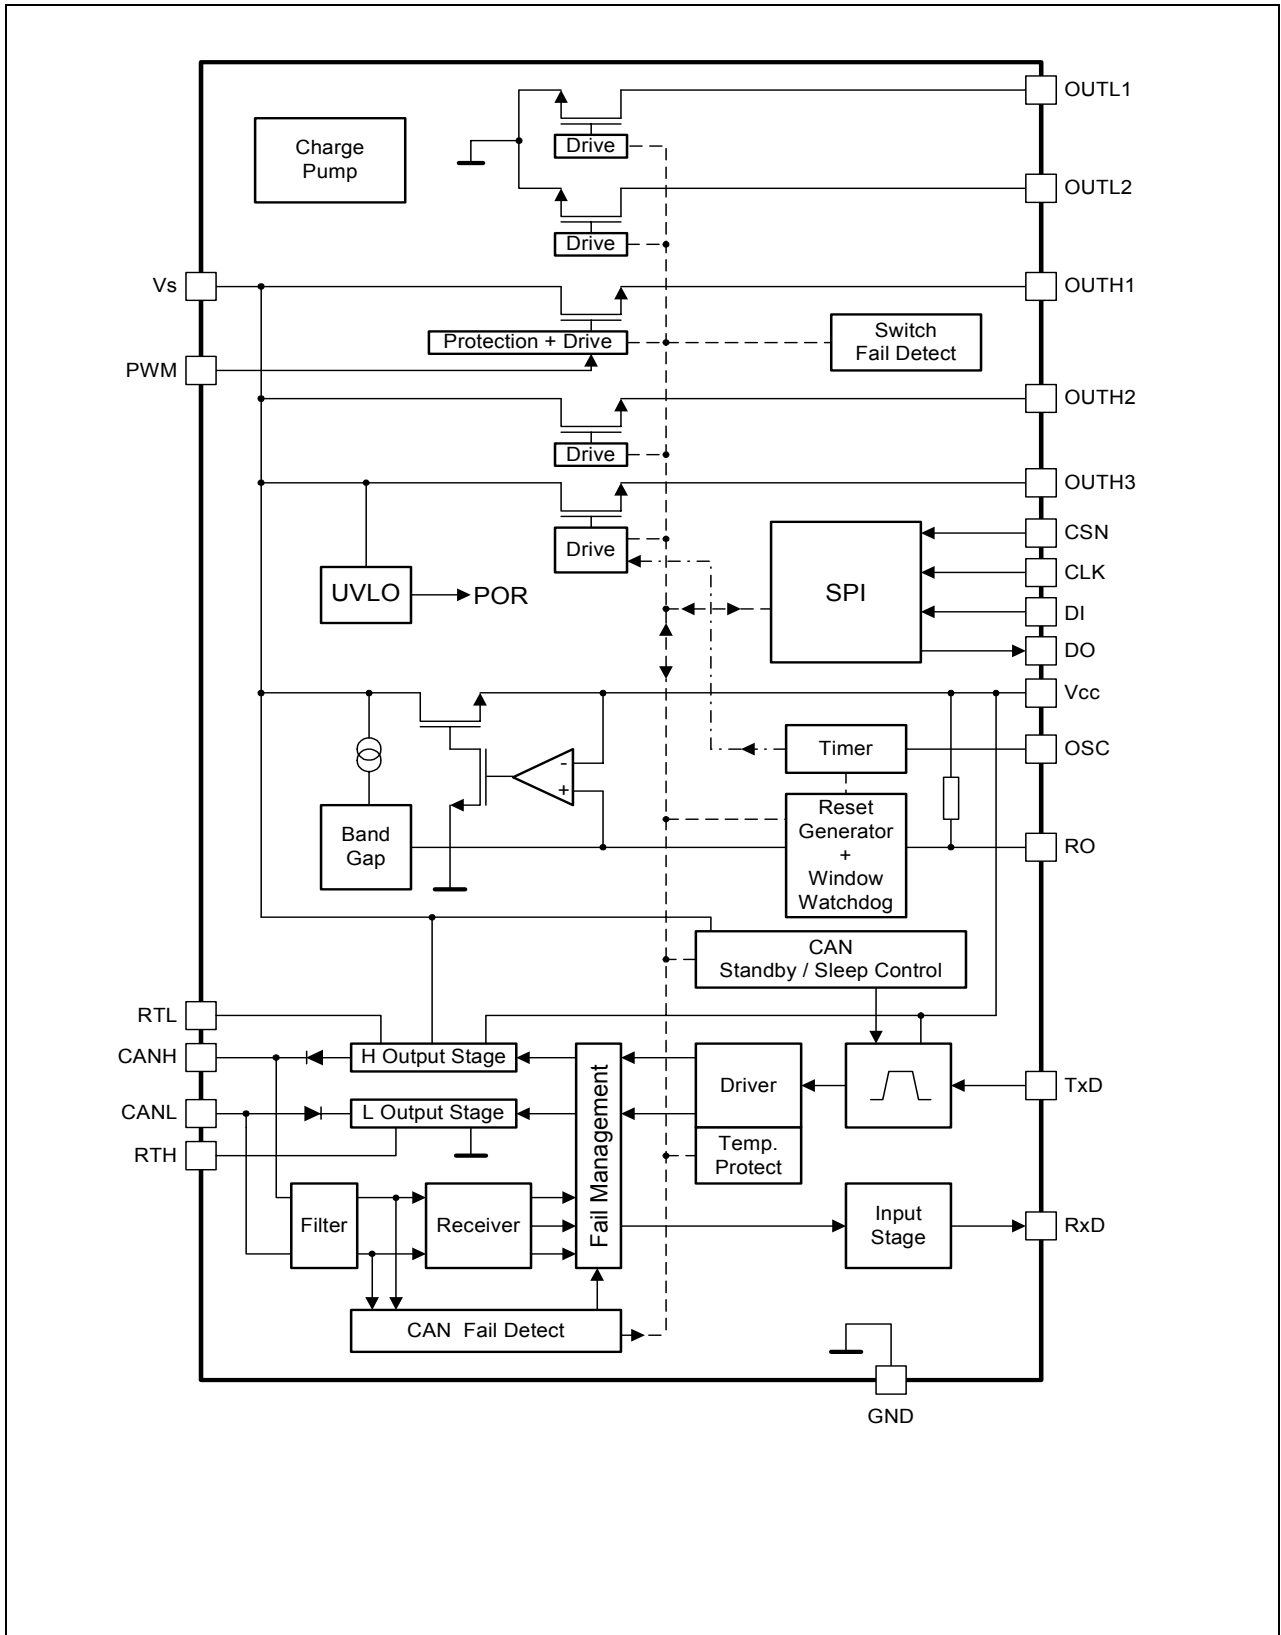 OUTL1
Charge
Pump
Drive
OUTL2
Drive
Vs
OUTH1
Protection + Drive
Switch
Fail Detect
PWM
OUTH2
Drive
OUTH3
Drive
CSN
UVLO
POR
SPI
CLK
DI
DO
Vcc
Timer
OSC
-
+
Band
Gap
Reset
Generator
+
Window
Watchdog
RO
CAN
Standby / Sleep Control
RTL
CANH
H Output Stage
Fail Management
Driver
TxD
CANL
L Output Stage
RTH
Temp.
Protect
Filter
Receiver
Input
Stage
RxD
CAN Fail Detect
GND